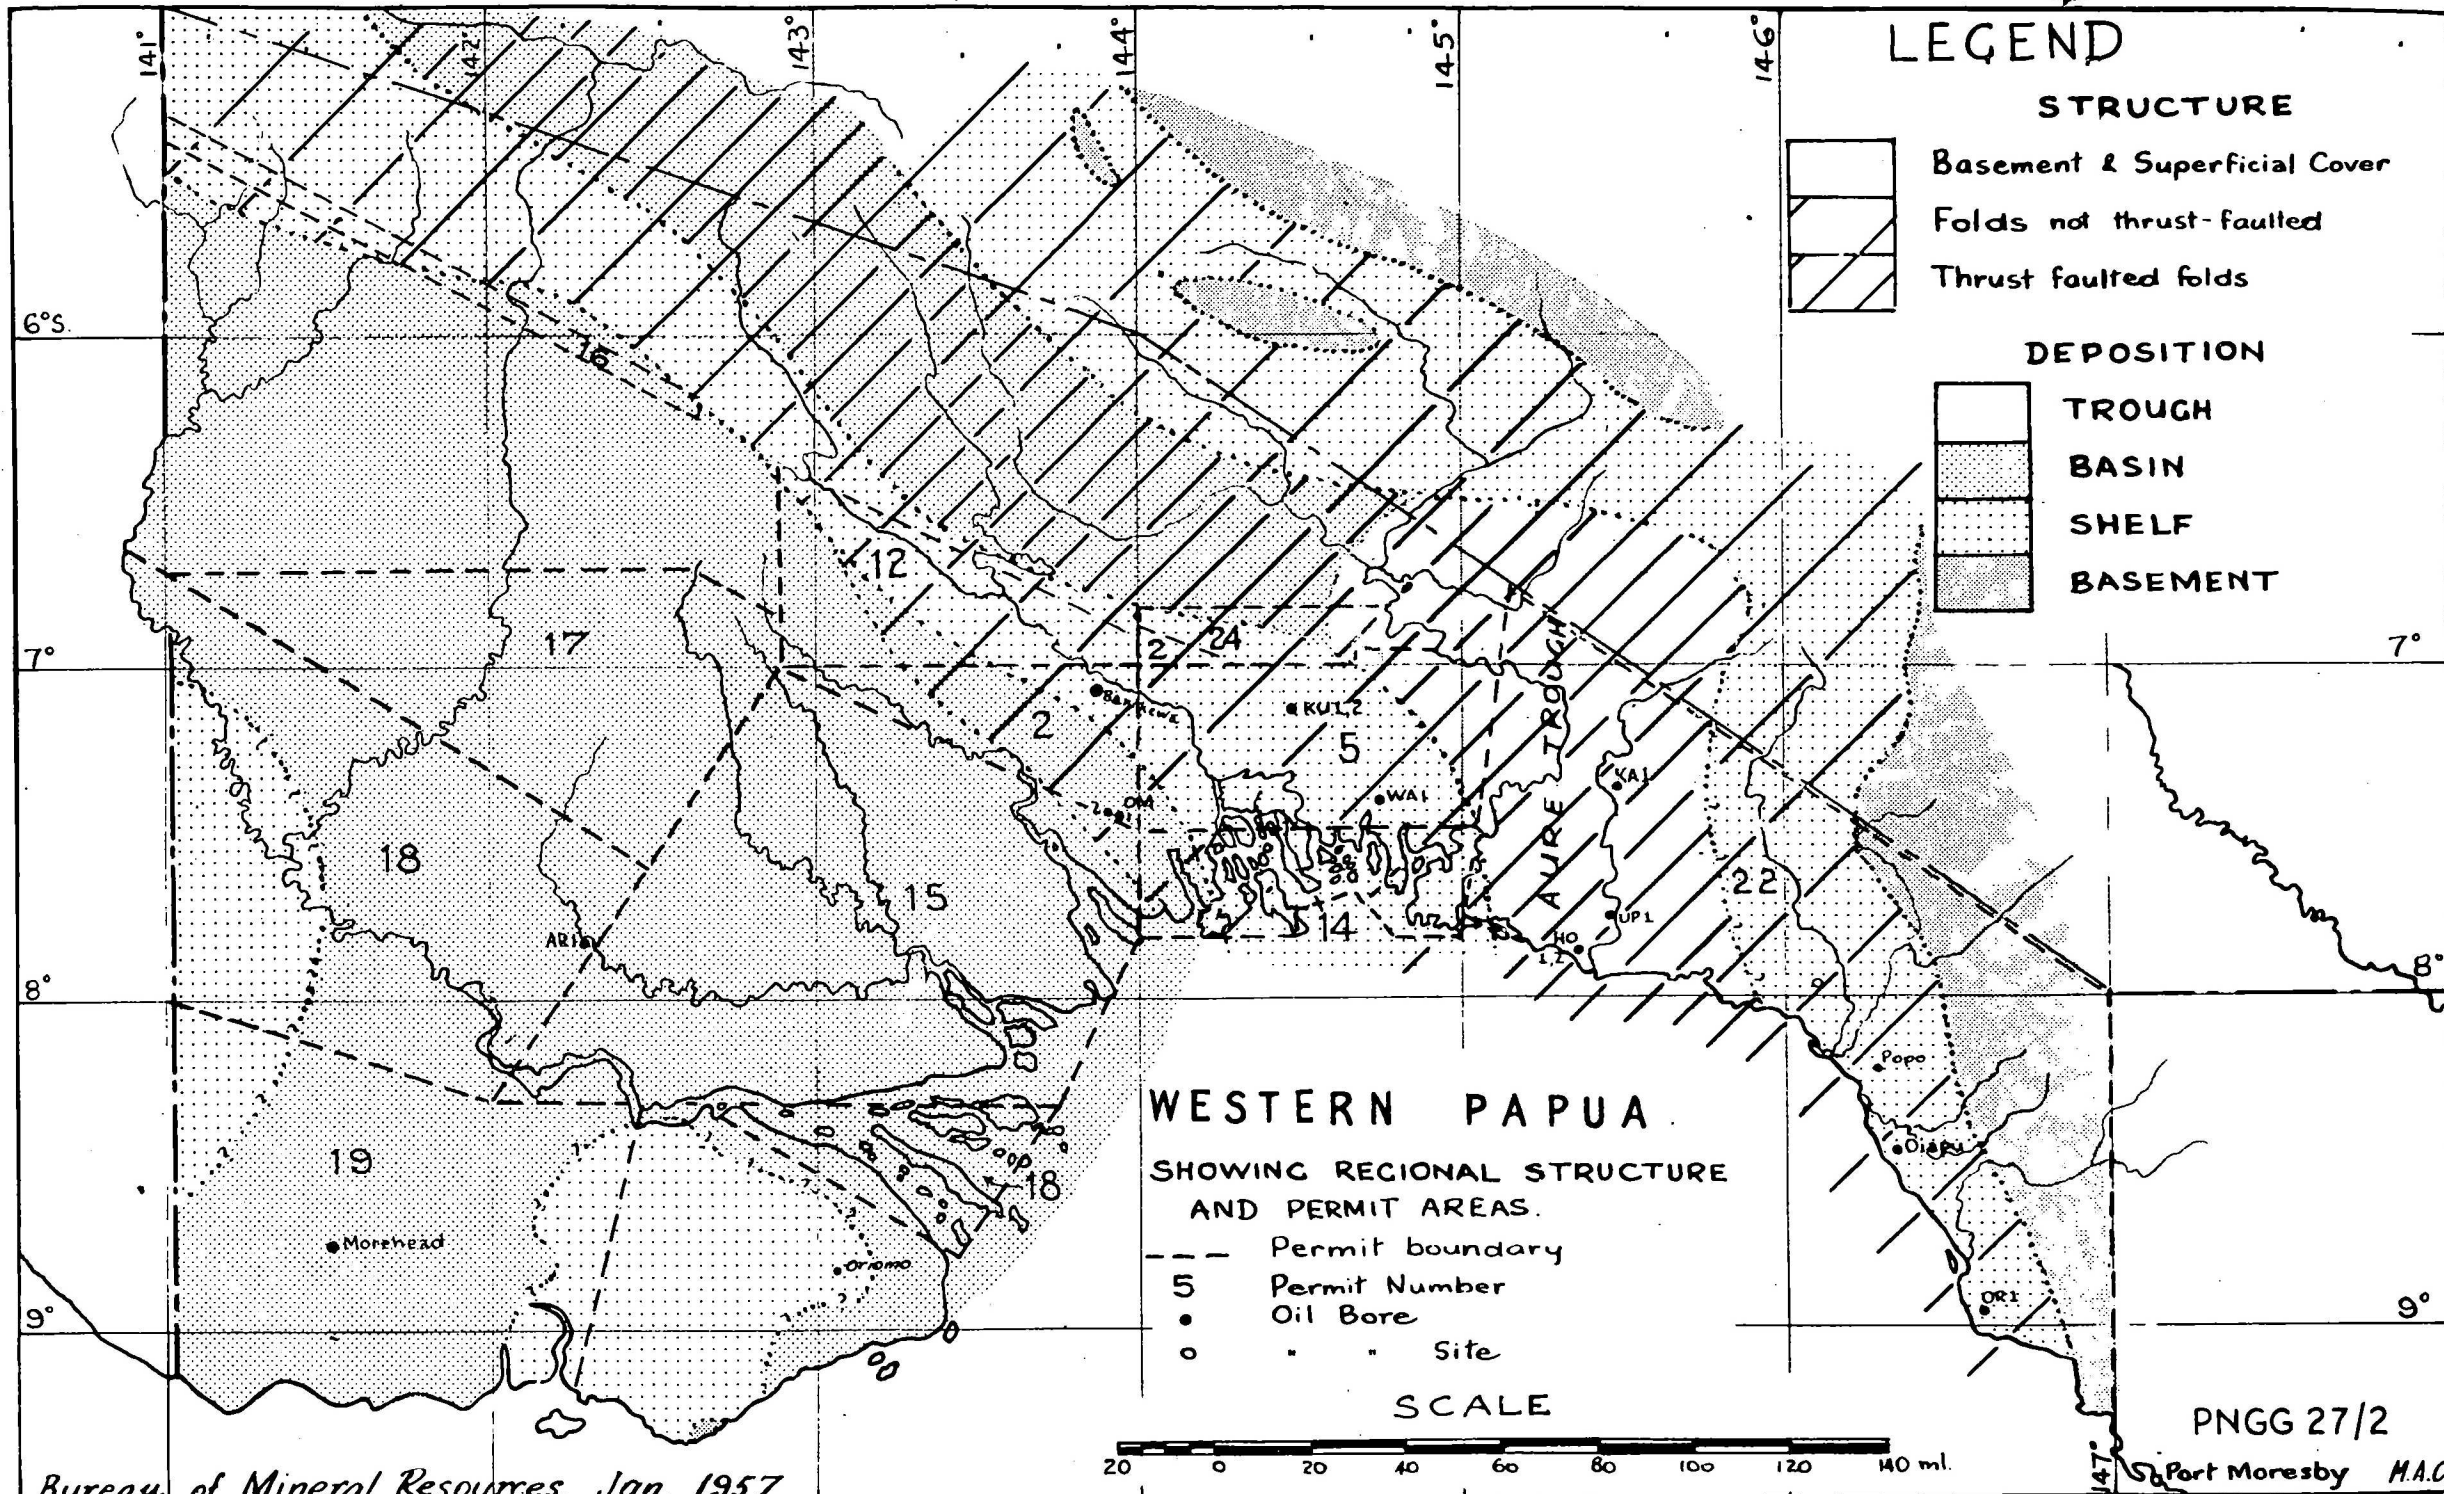 141°
142°
143°
144°
145°
146°
LEGEND
STRUCTURE
Basement & Superficial Cover
Folds not thrust-faulted
Thrust faulted folds
DEPOSITION
TROUGH
BASIN
SHELF
BASEMENT
6°S.
16
12
17
7°
7°
2
24
2
KU1,2
5
AURE TROUGH
KA1
WA1
OM
18
15
22
14
UP1
HO
1,2
AR1
8°
8°
Popo
Oiapu
19
18
Morehead
Oriomo
OR1
9°
9°
WESTERN PAPUA
SHOWING REGIONAL STRUCTURE
AND PERMIT AREAS.
Permit boundary
5 Permit Number
Oil Bore
" " Site
SCALE
20 0 20 40 60 80 100 120 140 ml.
PNGG 27/2
147°
Port Moresby
Bureau of Mineral Resources Jan 1957